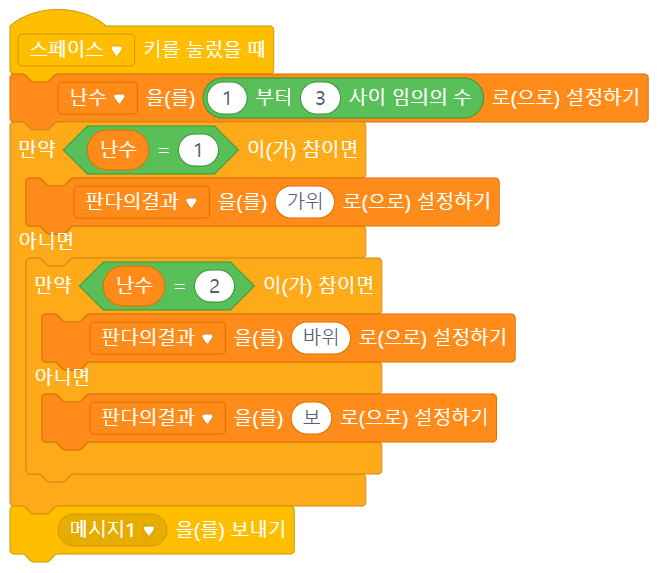 스페이스 키를 눌렀을 때
난수 을(를) 1 부터 3 사이 임의의 수 로(으로) 설정하기
만약 난수 = 1 이(가) 참이면
판다의결과 을(를) 가위 로(으로) 설정하기
아니면
만약 난수 = 2 이(가) 참이면
판다의결과 을(를) 바위 로(으로) 설정하기
아니면
판다의결과 을(를) 보 로(으로) 설정하기
메시지1 을(를) 보내기